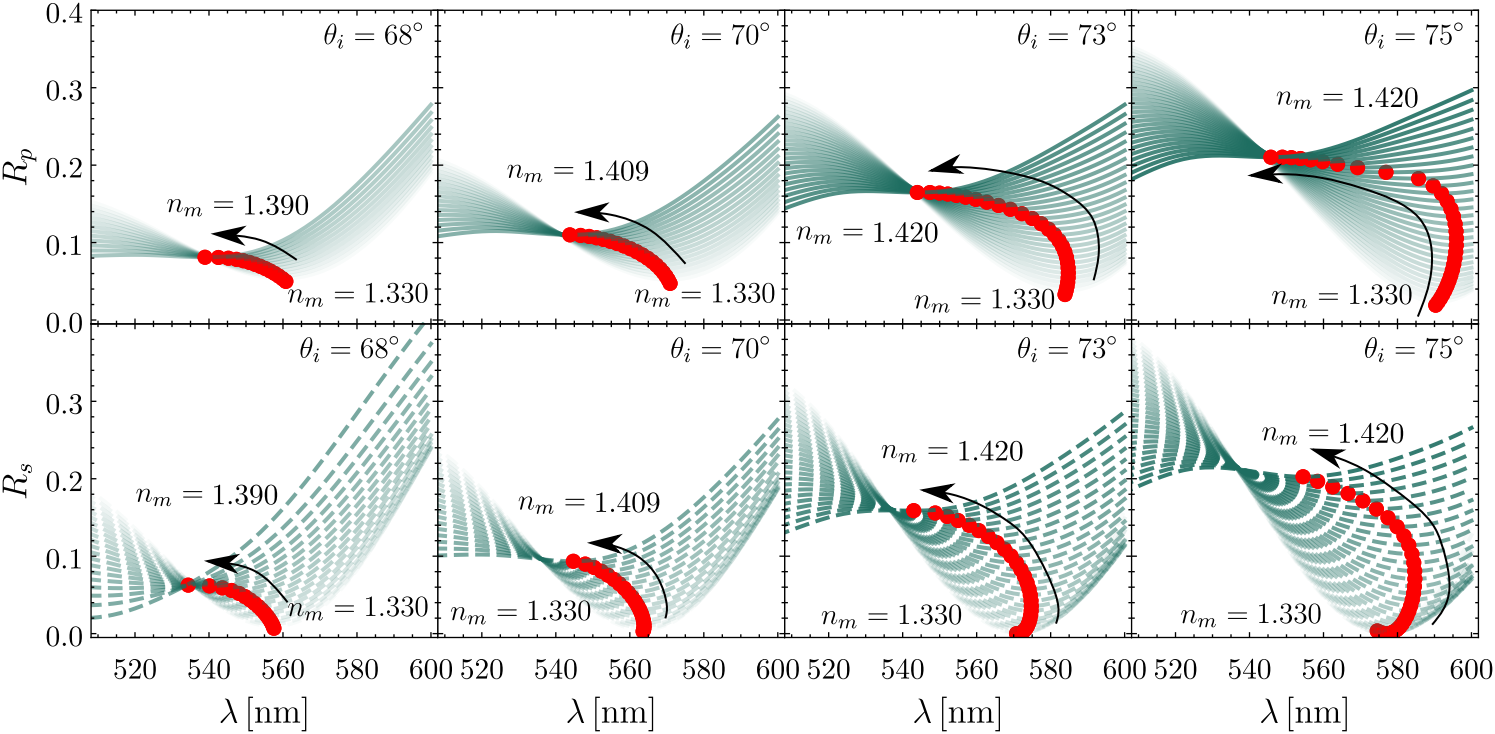 0.4
θi = 68° θi = 70° θi = 73° θi = 75°
0.3
nm = 1.420
Rp
0.2
nm = 1.409
nm = 1.390
nm = 1.420
0.1
nm = 1.330 nm = 1.330 nm = 1.330 nm = 1.330
0.0
θi = 68° θi = 70° θi = 73° θi = 75°
0.3
nm = 1.420 nm = 1.420
Rs
0.2
nm = 1.390 nm = 1.409
0.1
nm = 1.330 nm = 1.330 nm = 1.330 nm = 1.330
0.0
520 540 560 580 600 520 540 560 580 600 520 540 560 580 600 520 540 560 580 600
λ [nm] λ [nm] λ [nm] λ [nm]